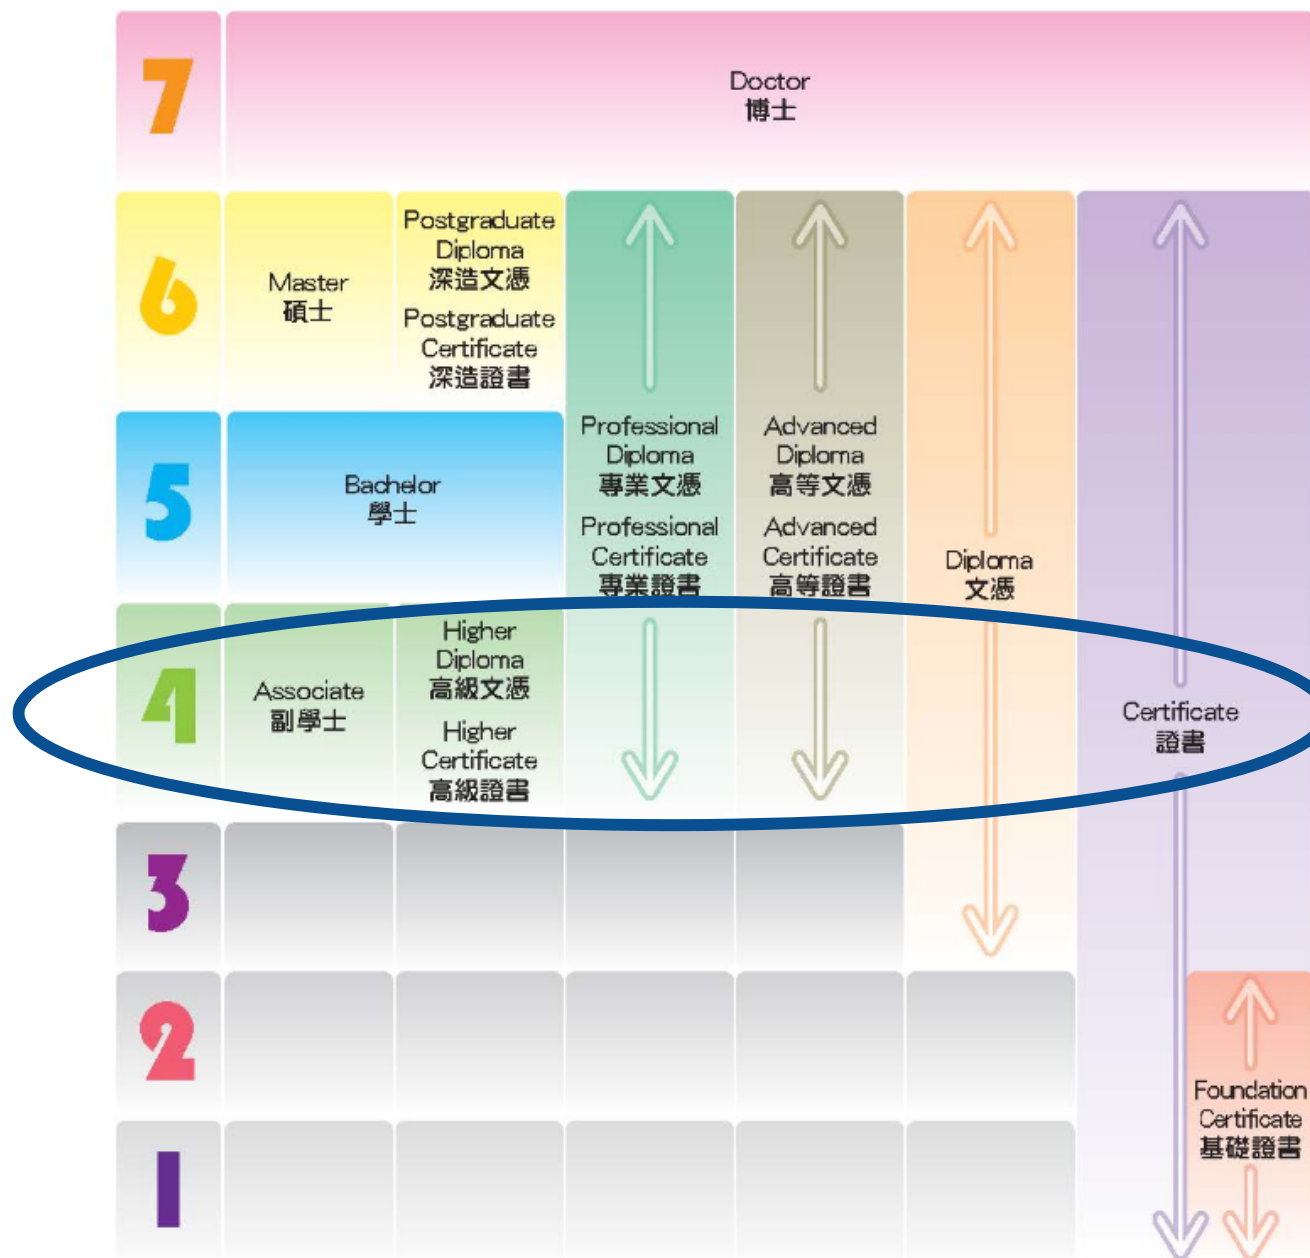 7
Doctor
博士
6
Master
碩士
Postgraduate
Diploma
深造文憑
Postgraduate
Certificate
深造證書
5
Bachelor
學士
Professional
Diploma
專業文憑
Professional
Certificate
專業證書
Advanced
Diploma
高等文憑
Advanced
Certificate
高等證書
Diploma
文憑
4
Associate
副學士
Higher
Diploma
高級文憑
Higher
Certificate
高級證書
Certificate
證書
3
2
Foundation
Certificate
基礎證書
1